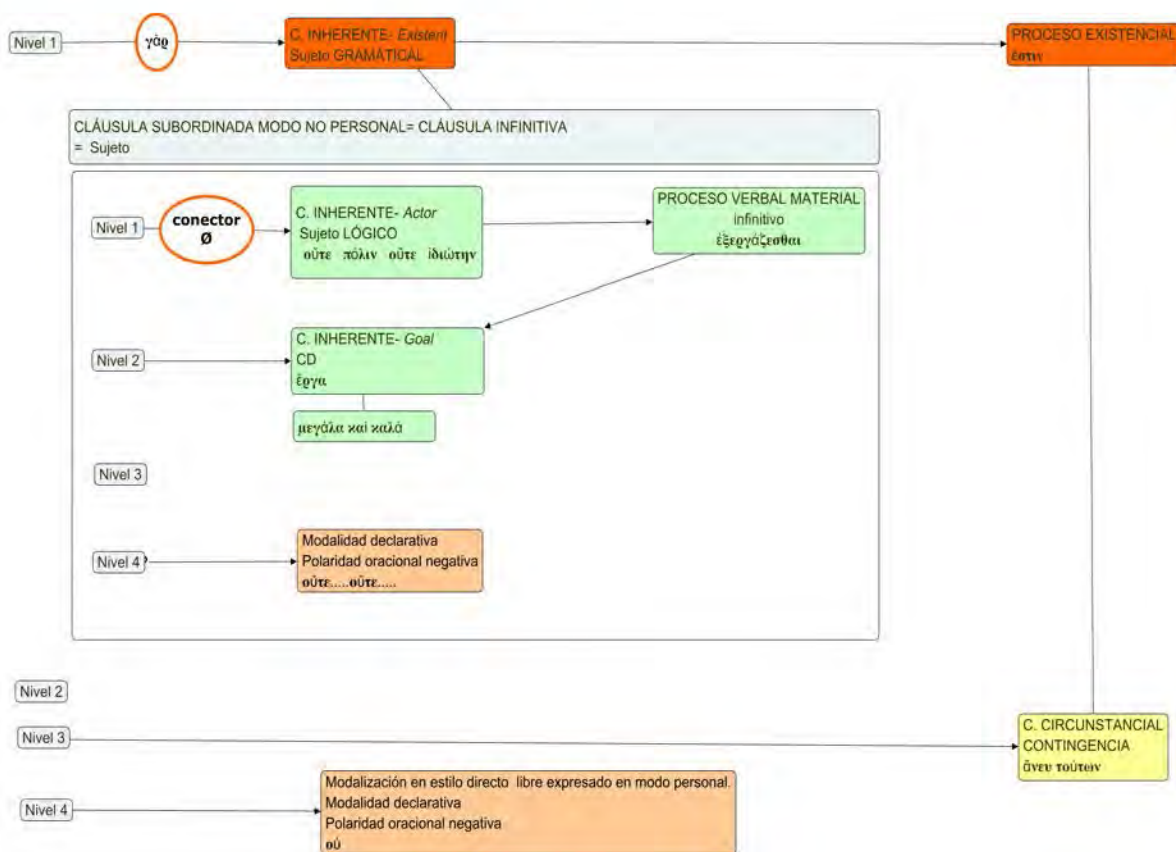 Nivel 1
γὰρ
C. INHERENTE- Existent
Sujeto GRAMATICAL
PROCESO EXISTENCIAL
ἔστιν
CLÁUSULA SUBORDINADA MODO NO PERSONAL= CLÁUSULA INFINITIVA
= Sujeto
Nivel 1
conector
Ø
C. INHERENTE- Actor
Sujeto LÓGICO
οὔτε πόλιν οὔτε ἰδιώτην
PROCESO VERBAL MATERIAL
infinitivo
ἐξεργάζεσθαι
Nivel 2
C. INHERENTE- Goal
CD
ἔργα
μεγάλα καὶ καλὰ
Nivel 3
Nivel 4?
Modalidad declarativa
Polaridad oracional negativa
οὔτε.....οὔτε.....
Nivel 2
Nivel 3
C. CIRCUNSTANCIAL
CONTINGENCIA
ἄνευ τούτων
Nivel 4
Modalización en estilo directo libre expresado en modo personal.
Modalidad declarativa
Polaridad oracional negativa
οὐ